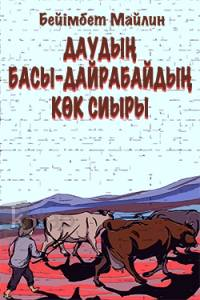 Бейімбет Майлин
ДАУДЫҢ
БАСЫ-ДАЙРАБАЙДЫҢ
КӨК СИЫРЫ